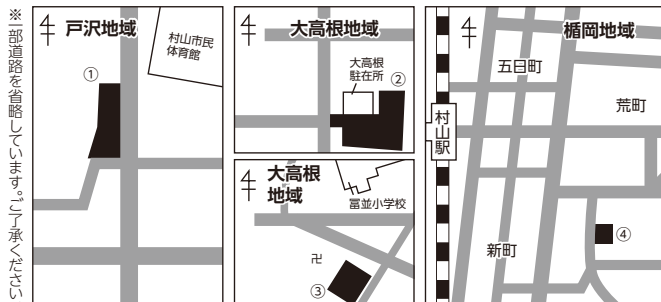 ※一部道路を省略しています。ご了承ください
戸沢地域
村山市民
体育館
①
大高根地域
大高根
駐在所
②
大高根
地域
冨並小学校
卍
③
楯岡地域
五日町
荒町
村山駅
新町
④